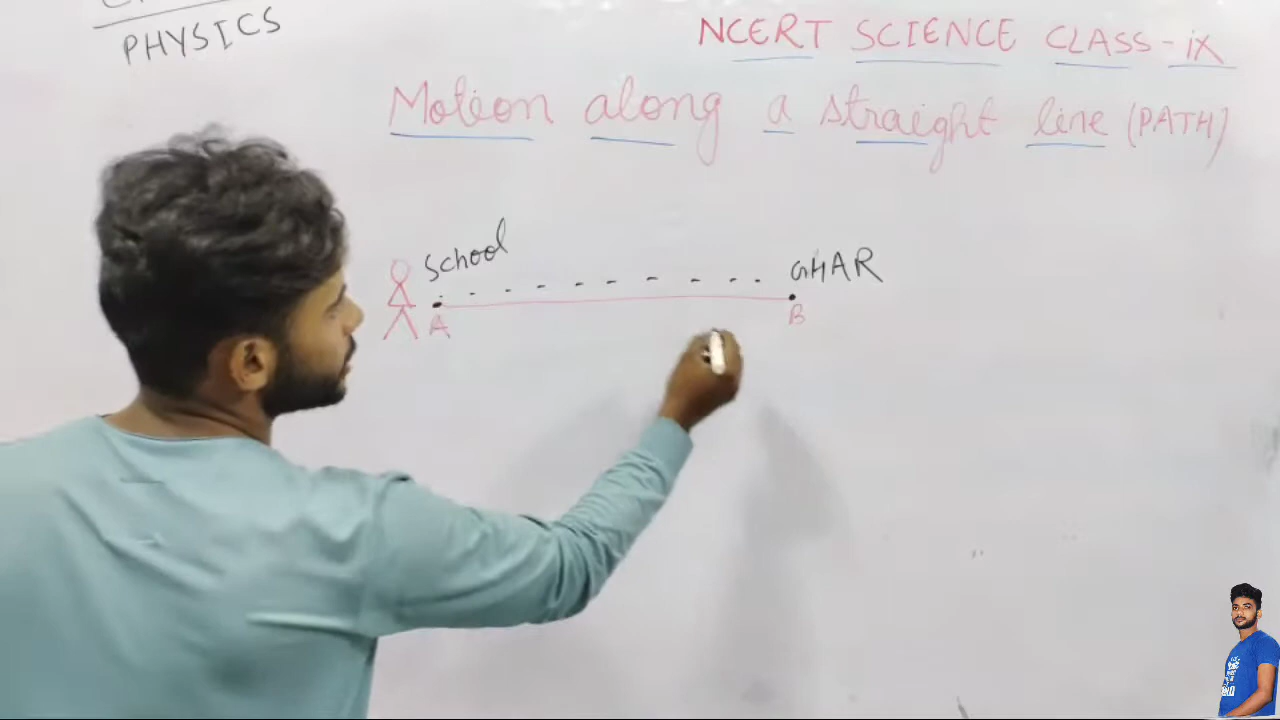 PHYSICS
NCERT SCIENCE CLASS-iX
Motion along a straight line (PATH)
School
GHAR
A
B